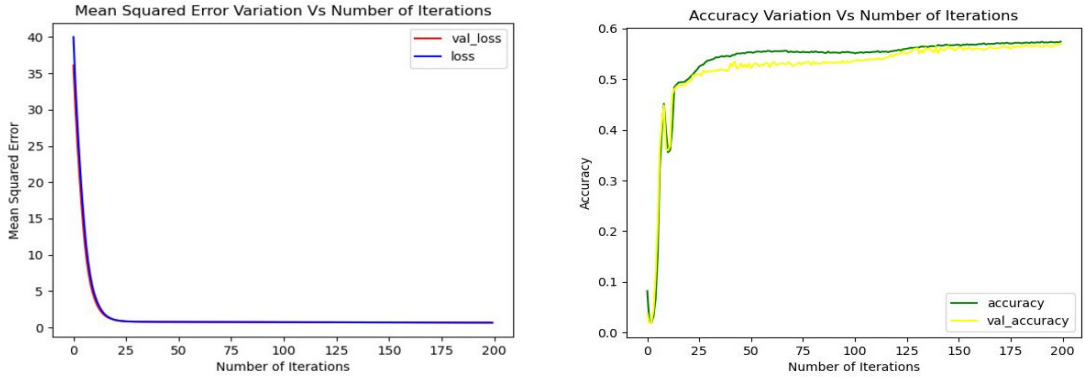 Mean Squared Error Variation Vs Number of Iterations
40
35
30
25
20
15
10
5
0
Mean Squared Error
val_loss
loss
0 25 50 75 100 125 150 175 200
Number of Iterations
Accuracy Variation Vs Number of Iterations
0.6
0.5
0.4
0.3
0.2
0.1
0.0
Accuracy
accuracy
val_accuracy
0 25 50 75 100 125 150 175 200
Number of Iterations